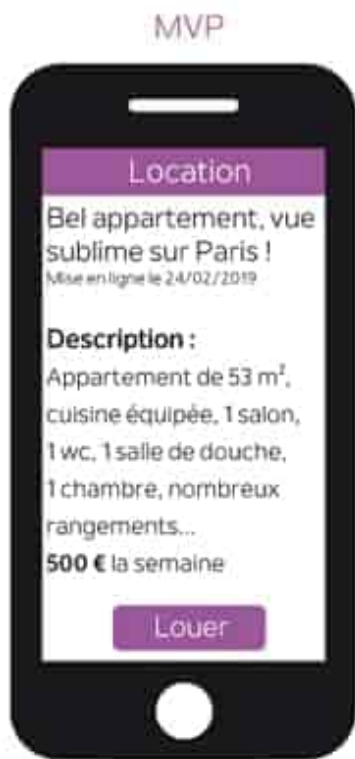 MVP
Location
Bel appartement, vue
sublime sur Paris !
Mise en ligne le 24/02/2019
Description :
Appartement de 53 m²,
cuisine équipée, 1 salon,
1 wc, 1 salle de douche,
1 chambre, nombreux
rangements...
500 € la semaine
Louer